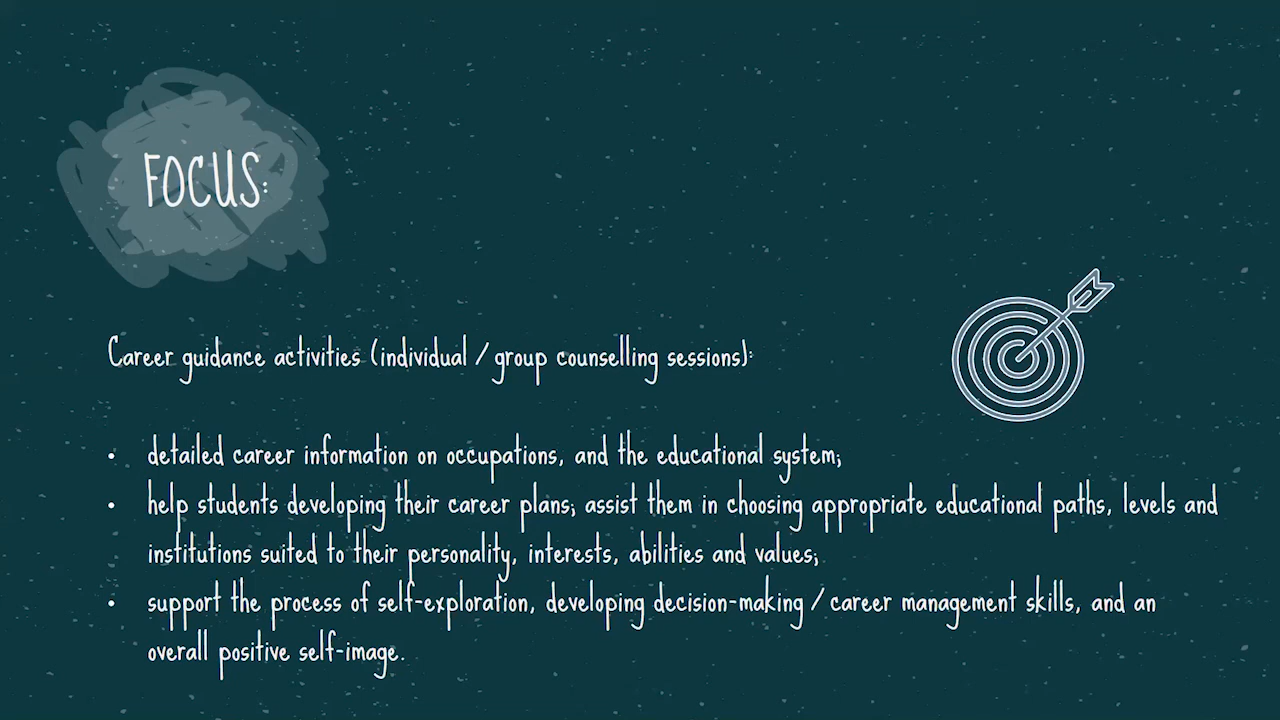 FOCUS:
Career guidance activities (individual / group counselling sessions):
• detailed career information on occupations, and the educational system;
• help students developing their career plans; assist them in choosing appropriate educational paths, levels and
institutions suited to their personality, interests, abilities and values;
• support the process of self-exploration, developing decision-making / career management skills, and an
overall positive self-image.